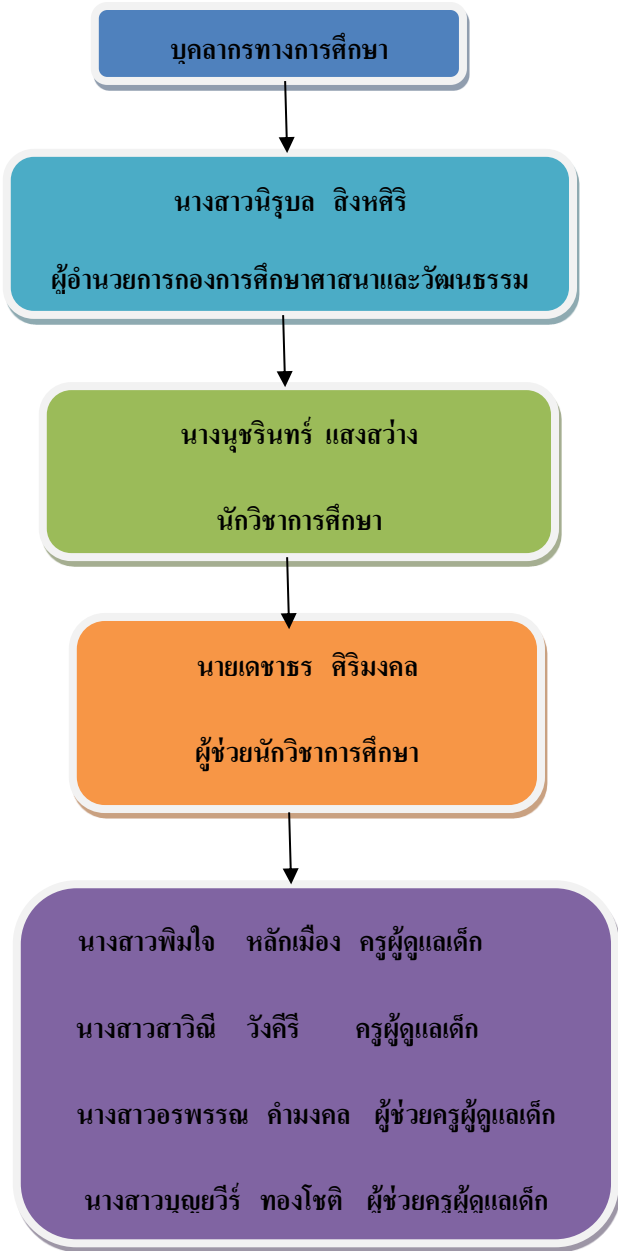 บุคลากรทางการศึกษา
นางสาวนิรุบล สิงหศิริ
ผู้อำนวยการกองการศึกษาศาสนาและวัฒนธรรม
นางนุชรินทร์ แสงสว่าง
นักวิชาการศึกษา
นายเดชาธร ศิริมงคล
ผู้ช่วยนักวิชาการศึกษา
นางสาวพิมใจ หลักเมือง ครูผู้ดูแลเด็ก
นางสาวสาวิณี วังคีรี ครูผู้ดูแลเด็ก
นางสาวอรพรรณ คำมงคล ผู้ช่วยครูผู้ดูแลเด็ก
นางสาวบุญยวีร์ ทองโชติ ผู้ช่วยครูผู้ดูแลเด็ก